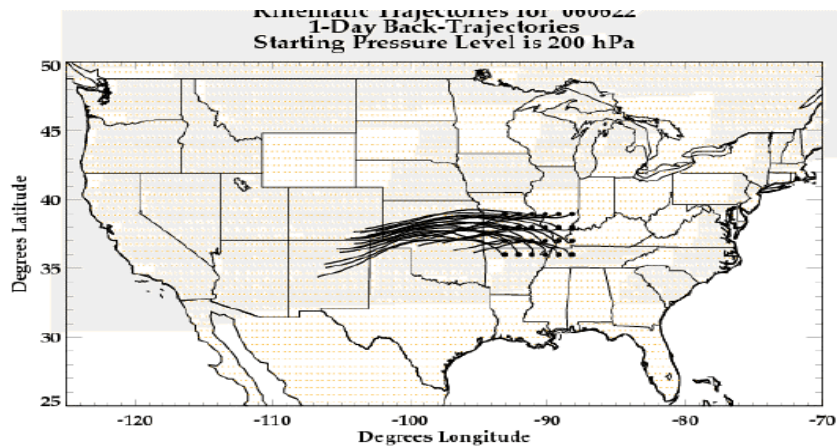 Kinematic Trajectories for 060622
1-Day Back-Trajectories
Starting Pressure Level is 200 hPa
50
45
40
35
30
25
Degrees Latitude
-120 -110 -100 -90 -80 -70
Degrees Longitude